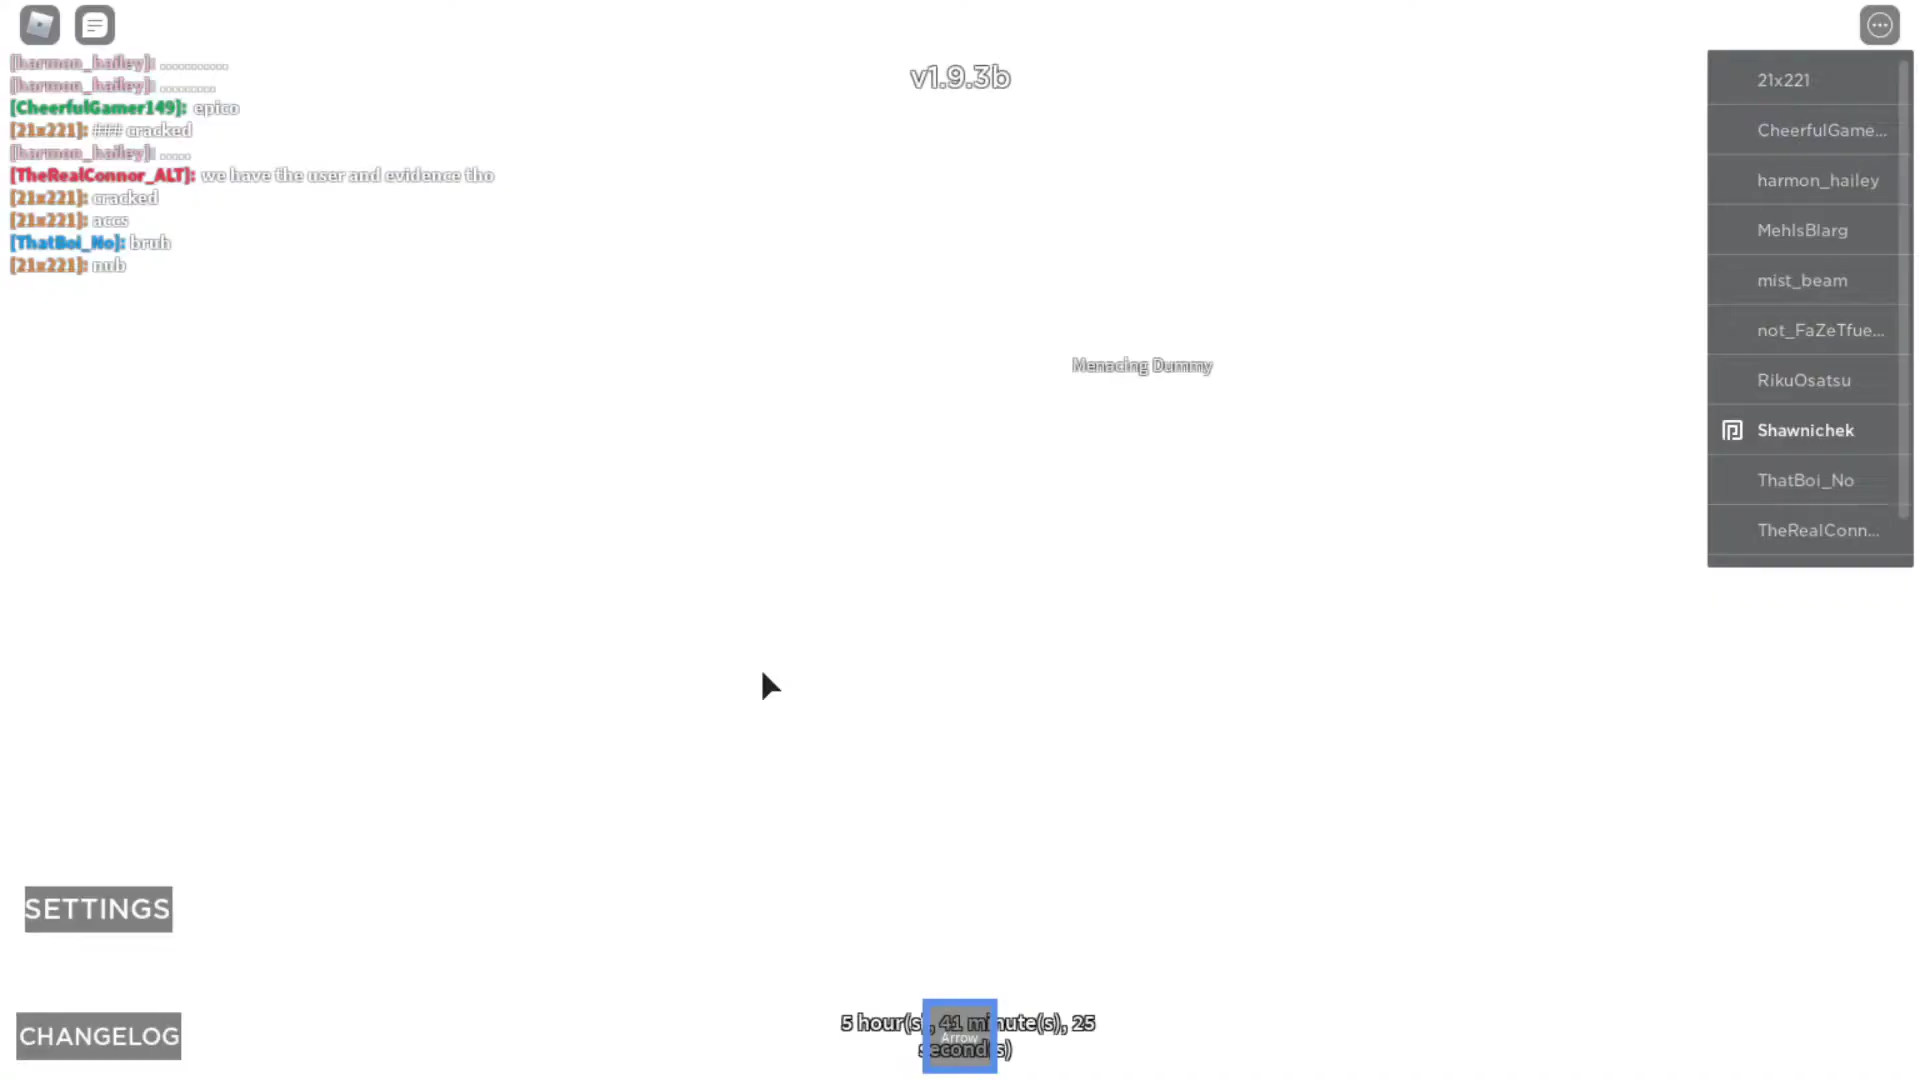 [harmon_hailey]: ............
[harmon_hailey]: ..........
[CheerfulGamer149]: epico
[21x221]: ### cracked
[harmon_hailey]: .....
[TheRealConnor_ALT]: we have the user and evidence tho
[21x221]: cracked
[21x221]: accs
[ThatBoi_No]: bruh
[21x221]: nub
v1.9.3b
21x221
CheerfulGame...
harmon_hailey
MehIsBlarg
mist_beam
not_FaZeTfue...
RikuOsatsu
Shawnichek
ThatBoi_No
TheRealConn...
Menacing Dummy
SETTINGS
CHANGELOG
5 hour(s), 41 minute(s), 25
second(s)
Arrow